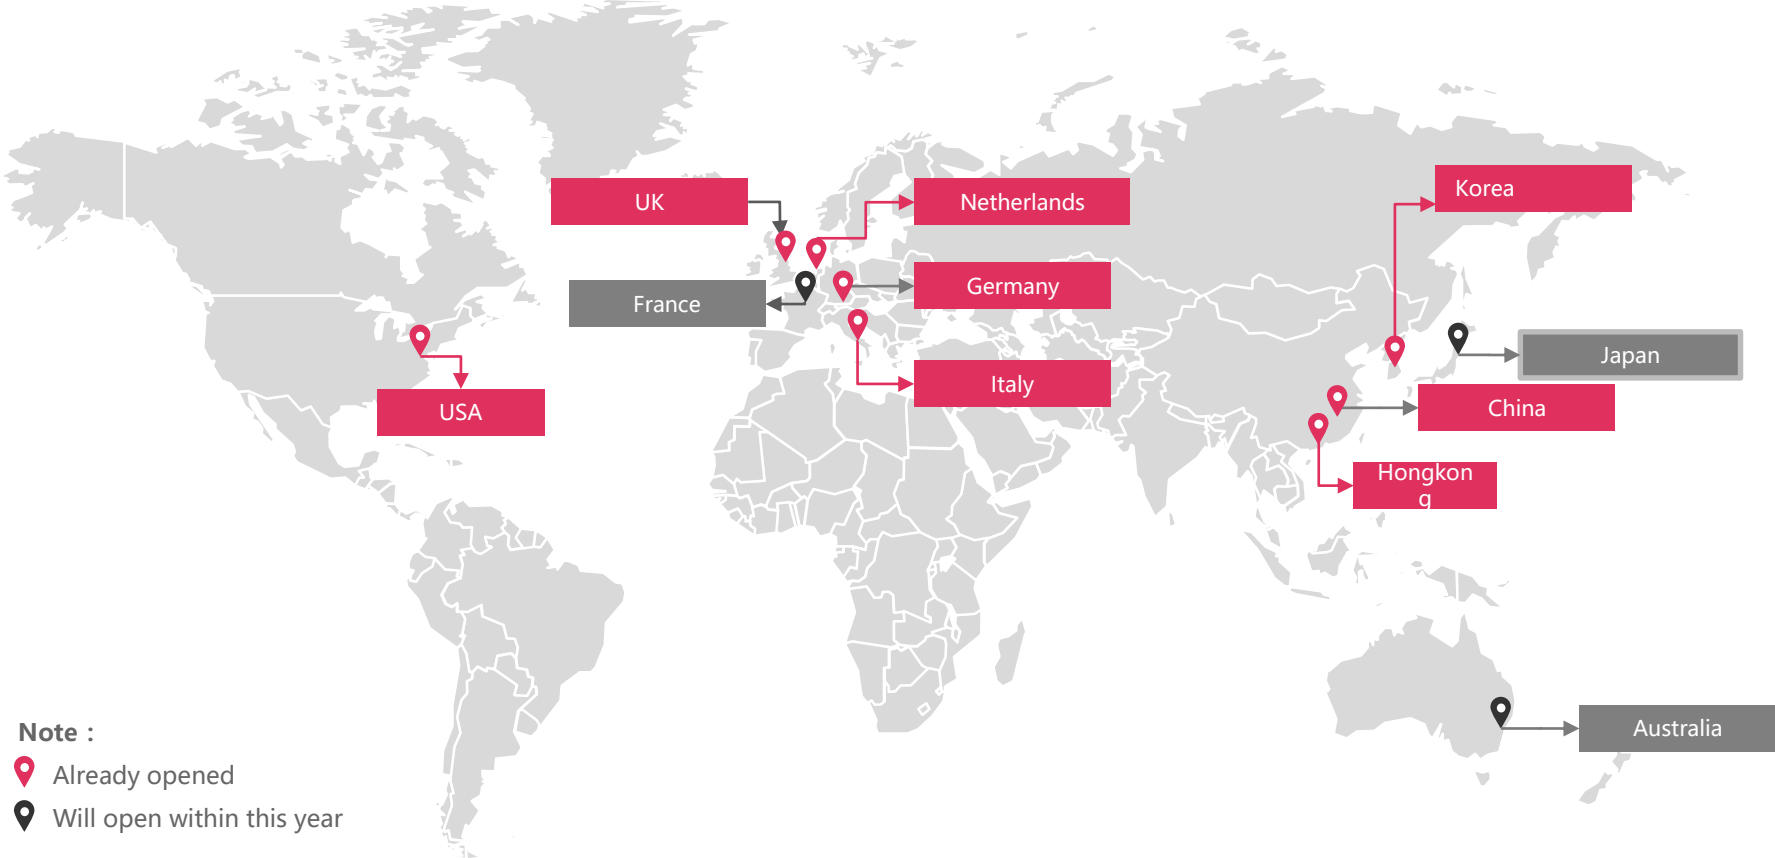 Korea
UK
Netherlands
Germany
France
Japan
Italy
China
USA
Hongkon
g
Australia
Note :
Already opened
Will open within this year